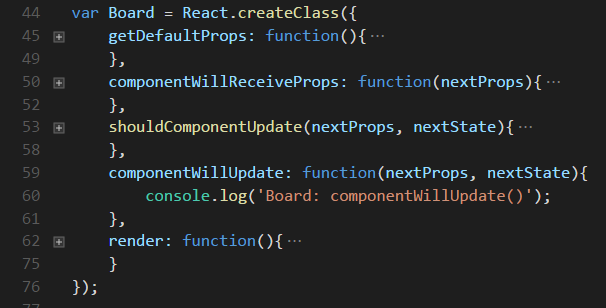 44 var Board = React.createClass({
45 getDefaultProps: function(){···
49 },
50 componentWillReceiveProps: function(nextProps){···
52 },
53 shouldComponentUpdate(nextProps, nextState){···
58 },
59 componentWillUpdate: function(nextProps, nextState){
60 console.log('Board: componentWillUpdate()');
61 },
62 render: function(){···
75 }
76 });
77